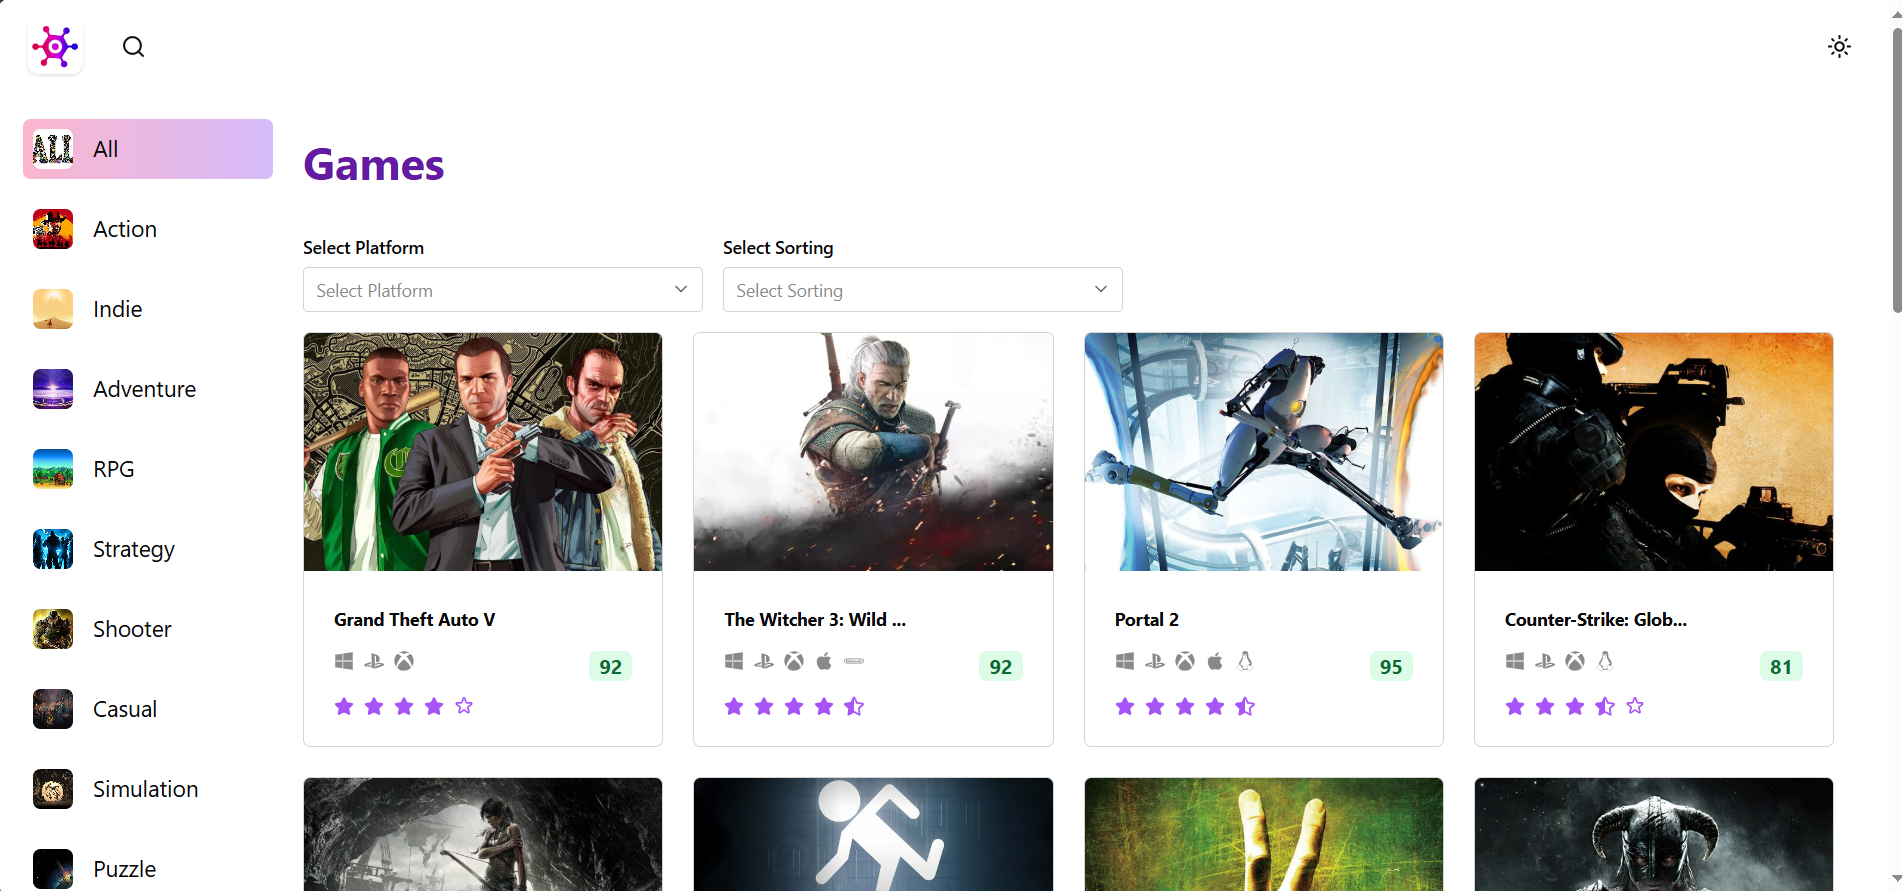 All
Action
Indie
Adventure
RPG
Strategy
Shooter
Casual
Simulation
Puzzle
Games
Select Platform
Select Platform
Select Sorting
Select Sorting
Grand Theft Auto V
92
The Witcher 3: Wild ...
92
Portal 2
95
Counter-Strike: Glob...
81